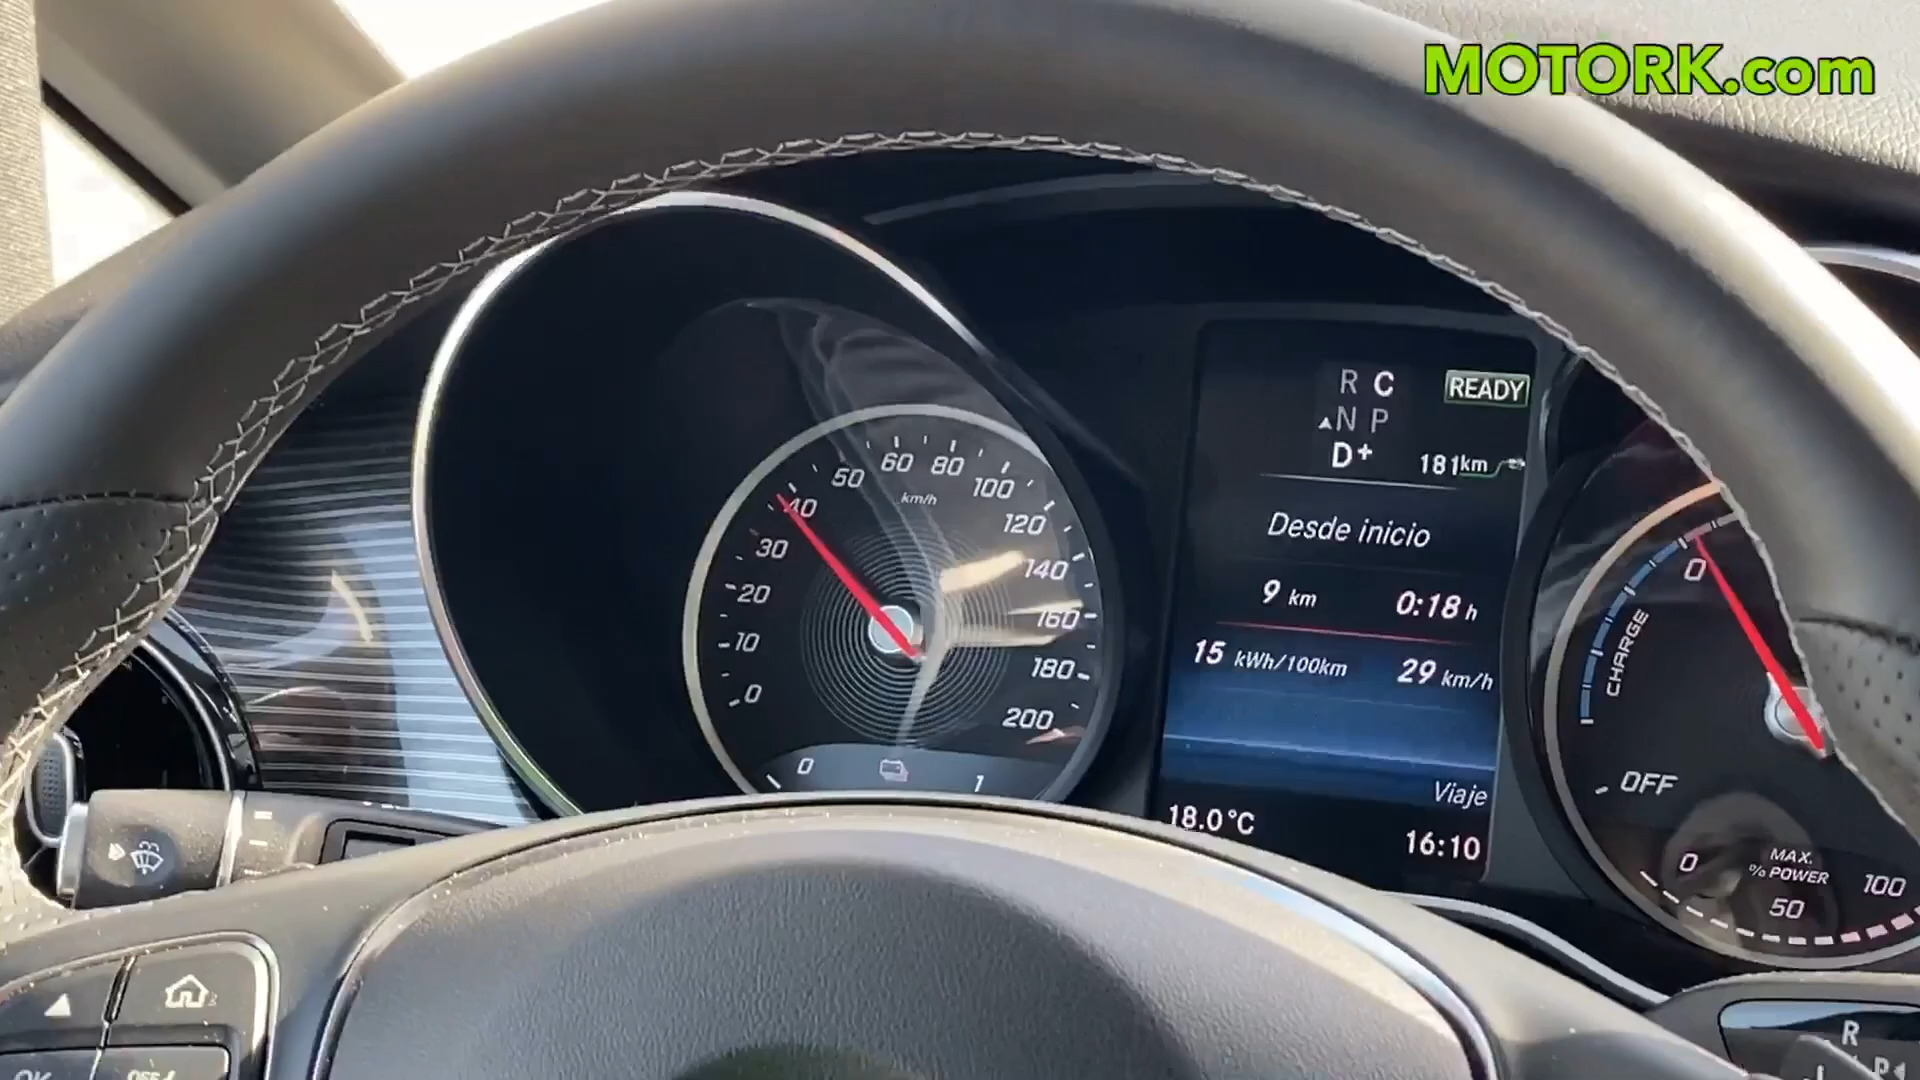 MOTORK.com
R C
READY
N P
D+
181km
Desde inicio
9 km
0:18 h
15 kWh/100km
29 km/h
Viaje
18.0°C
16:10
0
10
20
30
40
50
60
80
100
120
140
160
180
200
km/h
0
1
0
CHARGE
OFF
0
MAX.
% POWER
50
100
R
OFF
OK